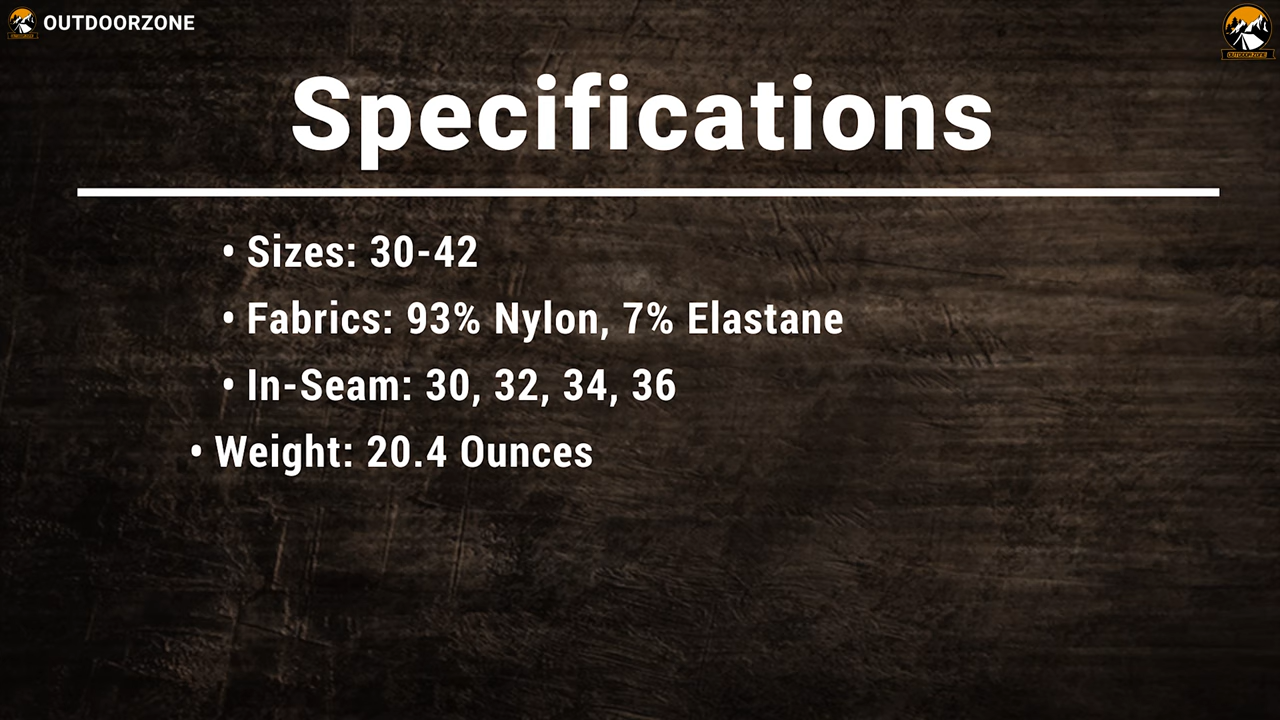 OUTDOORZONE
OUTDOORZONE
Specifications
• Sizes: 30-42
• Fabrics: 93% Nylon, 7% Elastane
• In-Seam: 30, 32, 34, 36
• Weight: 20.4 Ounces